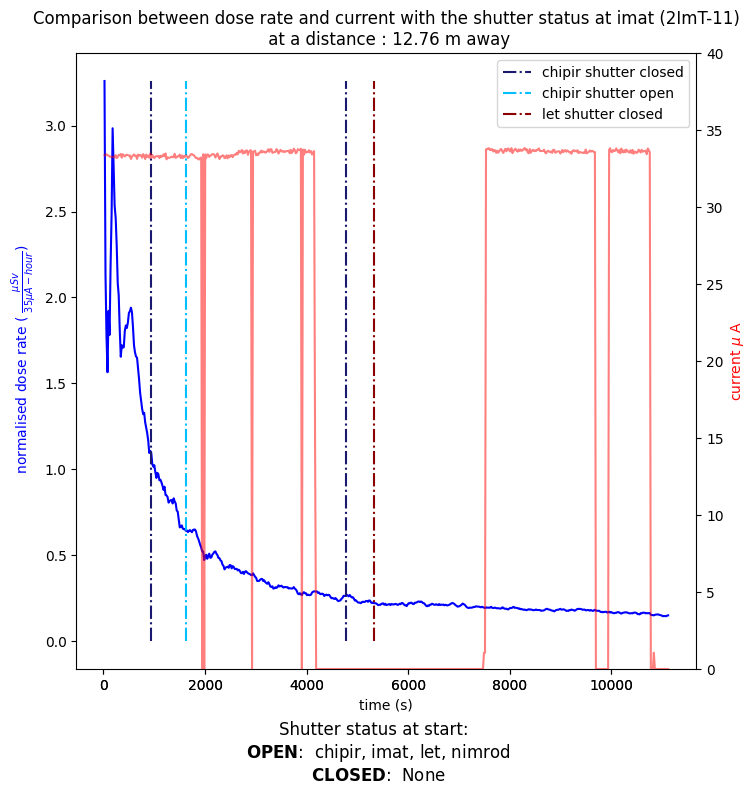 Comparison between dose rate and current with the shutter status at imat (2ImT-11)
at a distance : 12.76 m away
chipir shutter closed
chipir shutter open
let shutter closed
normalised dose rate ( μSv / 35μA − hour )
3.0
2.5
2.0
1.5
1.0
0.5
0.0
40
35
30
25
20
15
10
5
0
current μ A
0 2000 4000 6000 8000 10000
time (s)
Shutter status at start:
OPEN: chipir, imat, let, nimrod
CLOSED: None